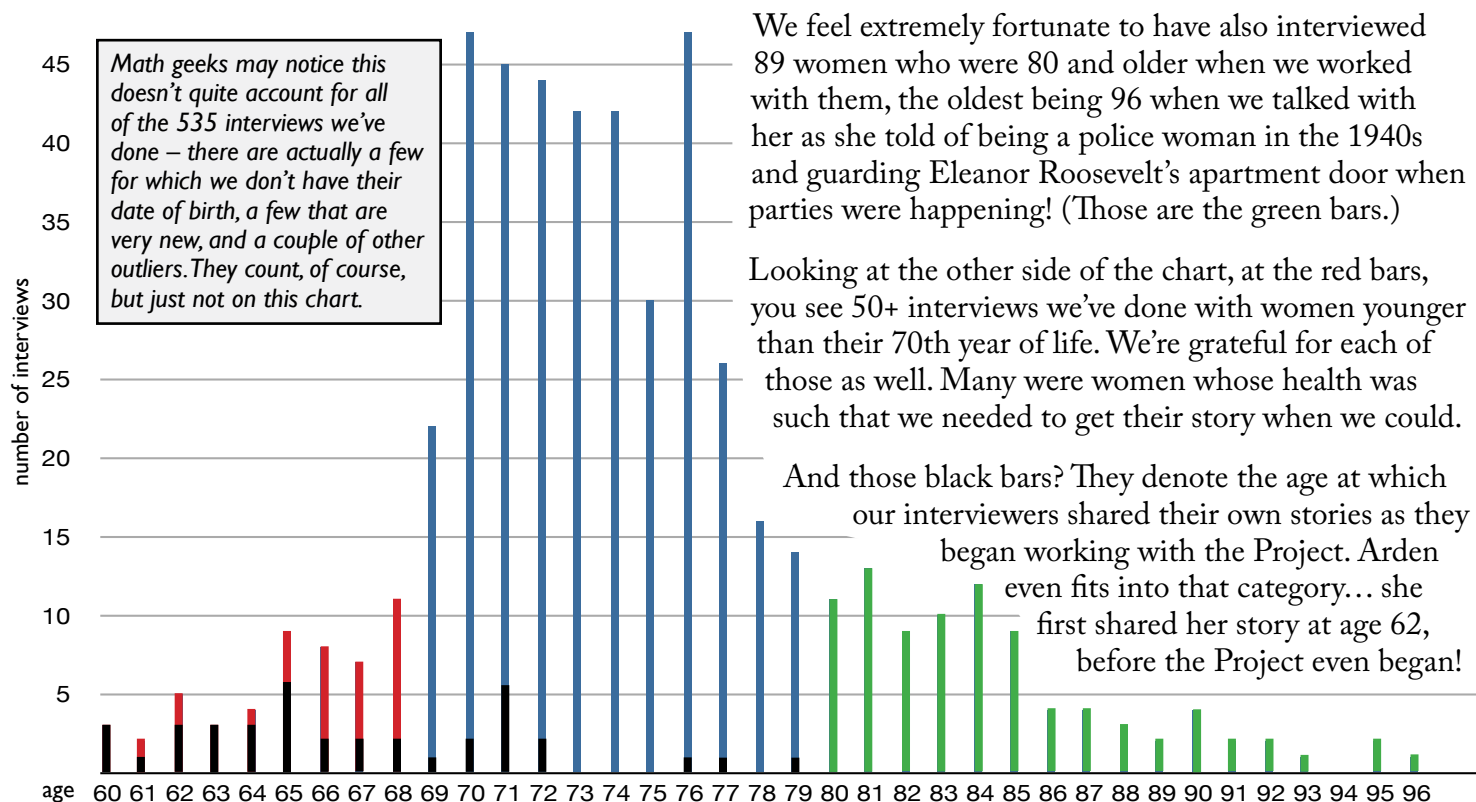 Math geeks may notice this
doesn't quite account for all
of the 535 interviews we've
done – there are actually a few
for which we don't have their
date of birth, a few that are
very new, and a couple of other
outliers. They count, of course,
but just not on this chart.
We feel extremely fortunate to have also interviewed
89 women who were 80 and older when we worked
with them, the oldest being 96 when we talked with
her as she told of being a police woman in the 1940s
and guarding Eleanor Roosevelt's apartment door when
parties were happening! (Those are the green bars.)
Looking at the other side of the chart, at the red bars,
you see 50+ interviews we've done with women younger
than their 70th year of life. We're grateful for each of
those as well. Many were women whose health was
such that we needed to get their story when we could.
And those black bars? They denote the age at which
our interviewers shared their own stories as they
began working with the Project. Arden
even fits into that category… she
first shared her story at age 62,
before the Project even began!
number of interviews
45
40
35
30
25
20
15
10
5
age 60 61 62 63 64 65 66 67 68 69 70 71 72 73 74 75 76 77 78 79 80 81 82 83 84 85 86 87 88 89 90 91 92 93 94 95 96